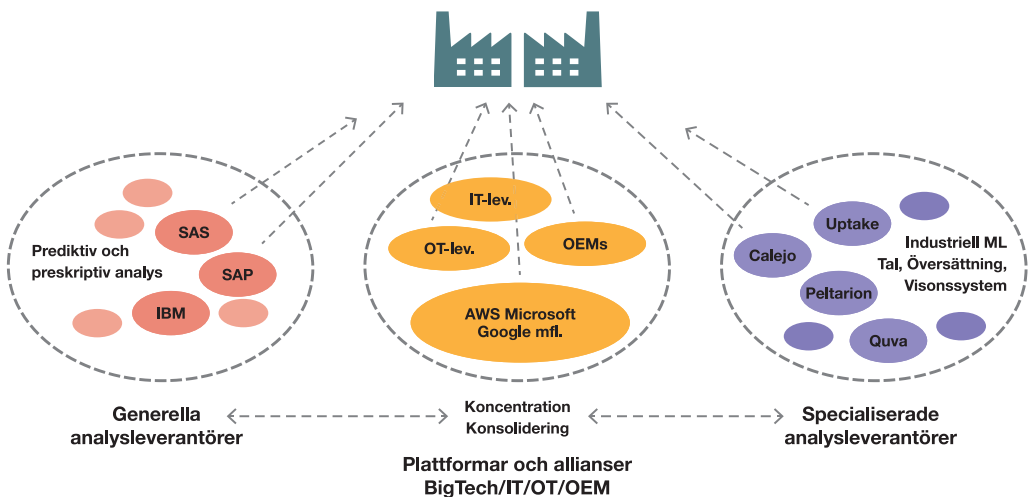 Prediktiv och
preskriptiv analys
SAS
SAP
IBM
Generella
analysleverantörer
IT-lev.
OT-lev.
OEMs
AWS Microsoft
Google mfl.
Koncentration
Konsolidering
Plattformar och allianser
BigTech/IT/OT/OEM
Uptake
Calejo
Peltarion
Quva
Industriell ML
Tal, Översättning,
Visonssystem
Specialiserade
analysleverantörer